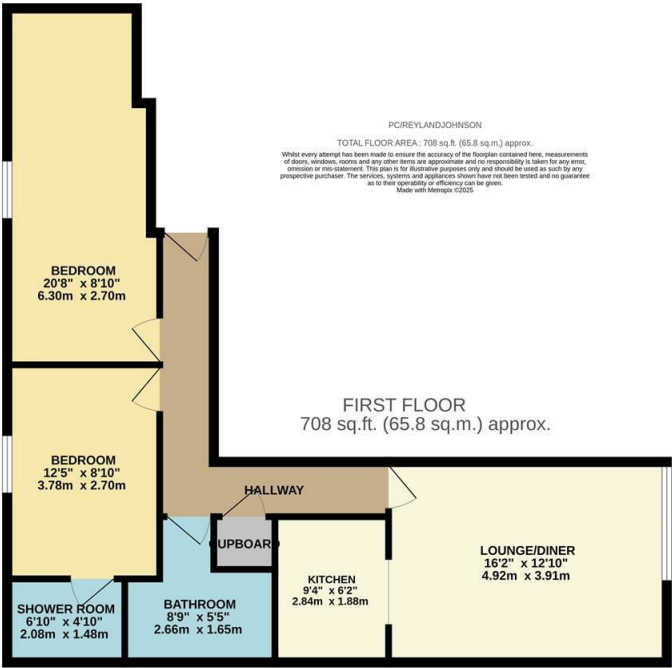 PC/REYLANDJOHNSON
TOTAL FLOOR AREA : 708 sq.ft. (65.8 sq.m.) approx.
Whilst every attempt has been made to ensure the accuracy of the floorplan contained here, measurements
of doors, windows, rooms and any other items are approximate and no responsibility is taken for any error,
omission or mis-statement. This plan is for illustrative purposes only and should be used as such by any
prospective purchaser. The services, systems and appliances shown have not been tested and no guarantee
as to their operability or efficiency can be given.
Made with Metropix ©2025
BEDROOM
20'8" x 8'10"
6.30m x 2.70m
FIRST FLOOR
708 sq.ft. (65.8 sq.m.) approx.
BEDROOM
12'5" x 8'10"
3.78m x 2.70m
HALLWAY
UPBOAR
LOUNGE/DINER
16'2" x 12'10"
4.92m x 3.91m
KITCHEN
9'4" x 6'2"
2.84m x 1.88m
SHOWER ROOM
6'10" x 4'10"
2.08m x 1.48m
BATHROOM
8'9" x 5'5"
2.66m x 1.65m